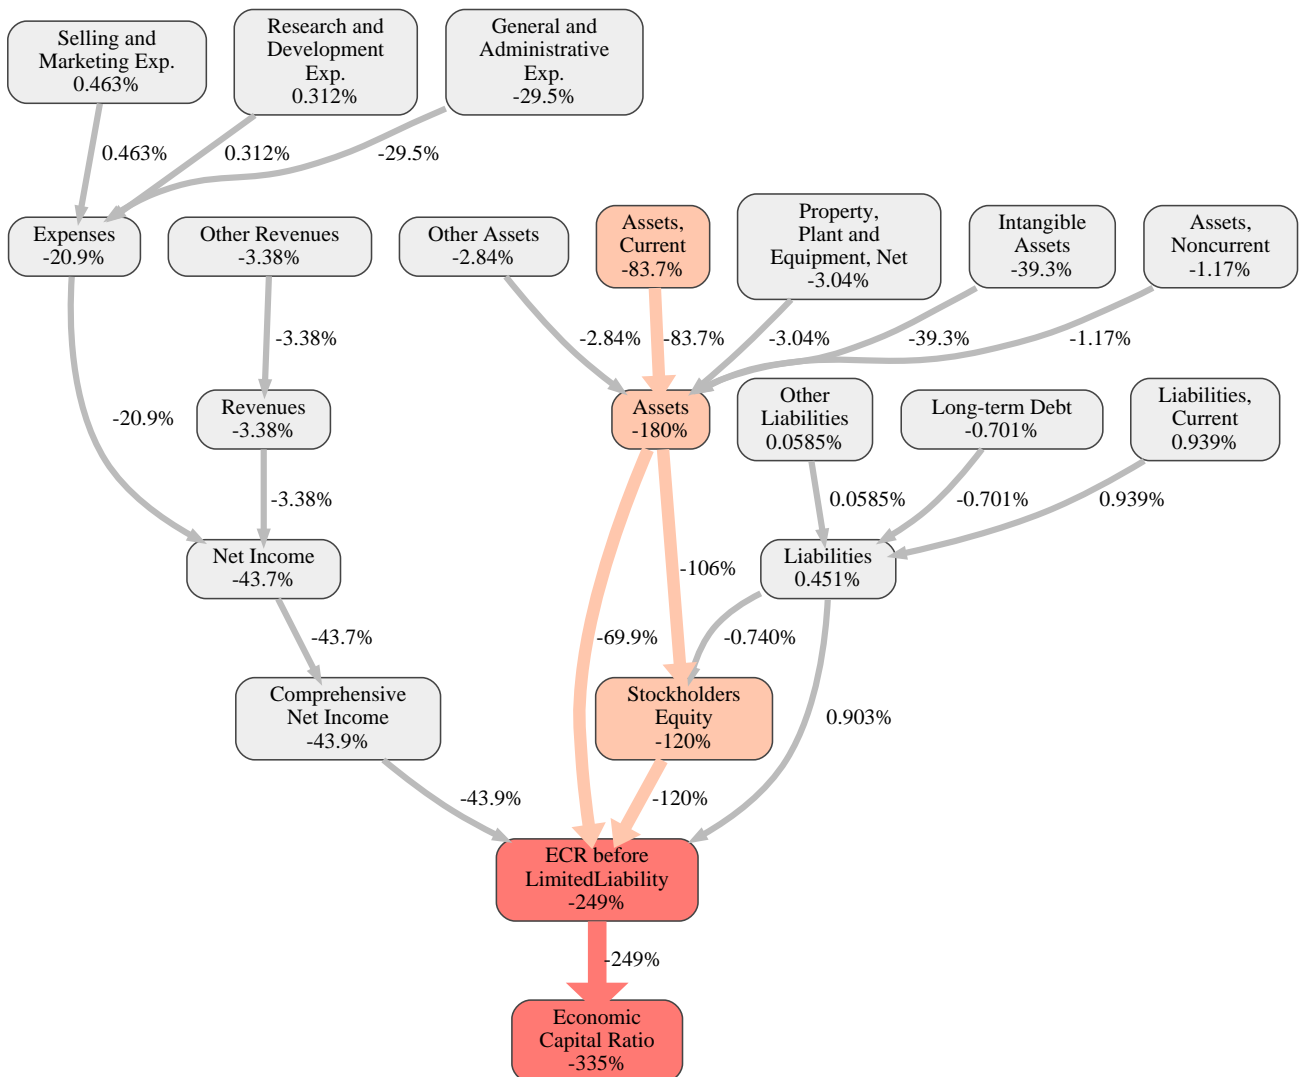 Selling and
Marketing Exp.
0.463%
Research and
Development
Exp.
0.312%
General and
Administrative
Exp.
-29.5%
0.463%
0.312%
-29.5%
Expenses
-20.9%
Other Revenues
-3.38%
Other Assets
-2.84%
Assets,
Current
-83.7%
Property,
Plant and
Equipment, Net
-3.04%
Intangible
Assets
-39.3%
Assets,
Noncurrent
-1.17%
-3.38%
-2.84%
-83.7%
-3.04%
-39.3%
-1.17%
-20.9%
Revenues
-3.38%
Assets
-180%
Other
Liabilities
0.0585%
Long-term Debt
-0.701%
Liabilities,
Current
0.939%
-3.38%
0.0585%
-0.701%
0.939%
Net Income
-43.7%
-106%
Liabilities
0.451%
-43.7%
-69.9%
-0.740%
Comprehensive
Net Income
-43.9%
Stockholders
Equity
-120%
0.903%
-43.9%
-120%
ECR before
LimitedLiability
-249%
-249%
Economic
Capital Ratio
-335%